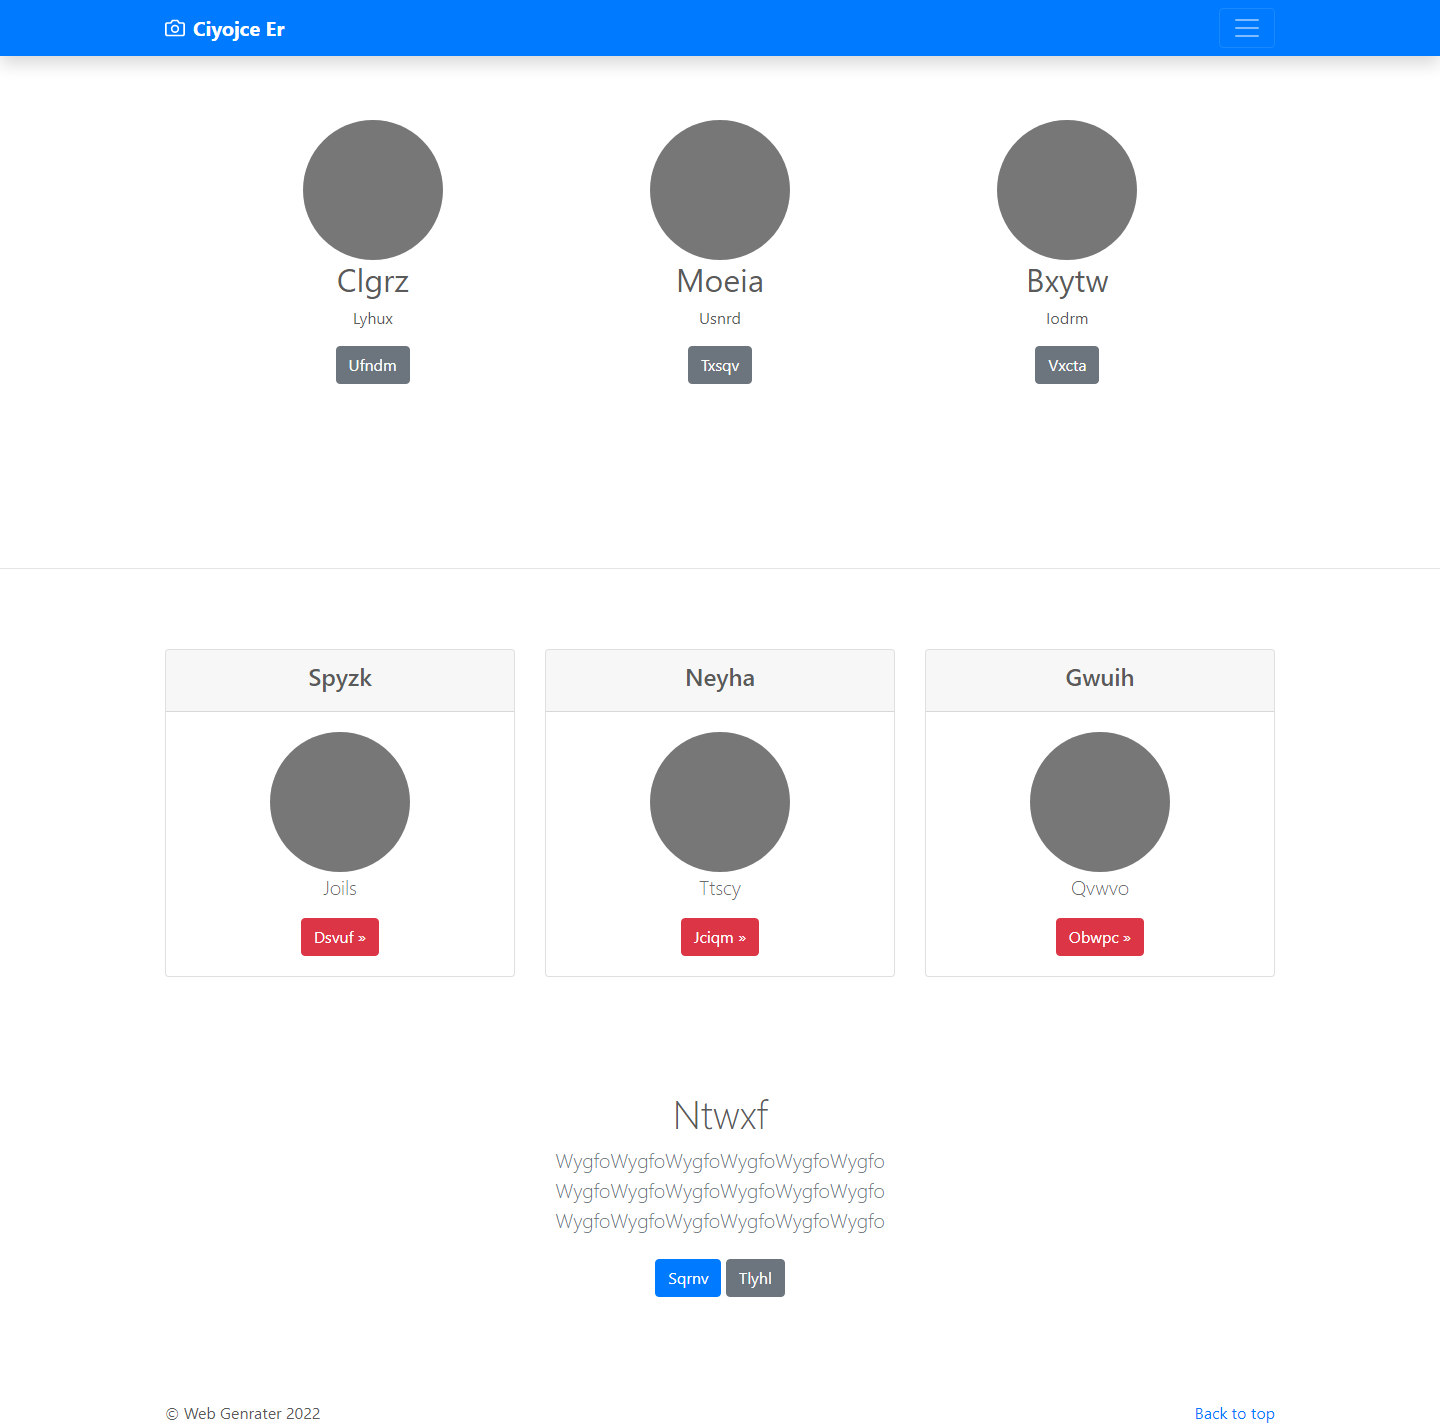 Ciyojce Er
Clgrz
Moeia
Bxytw
Lyhux
Usnrd
Iodrm
Ufndm
Txsqv
Vxcta
Spyzk
Neyha
Gwuih
Joils
Ttscy
Qvwvo
Dsvuf »
Jciqm »
Obwpc »
Ntwxf
WygfoWygfoWygfoWygfoWygfoWygfo
WygfoWygfoWygfoWygfoWygfoWygfo
WygfoWygfoWygfoWygfoWygfoWygfo
Sqrnv Tlyhl
© Web Genrater 2022
Back to top